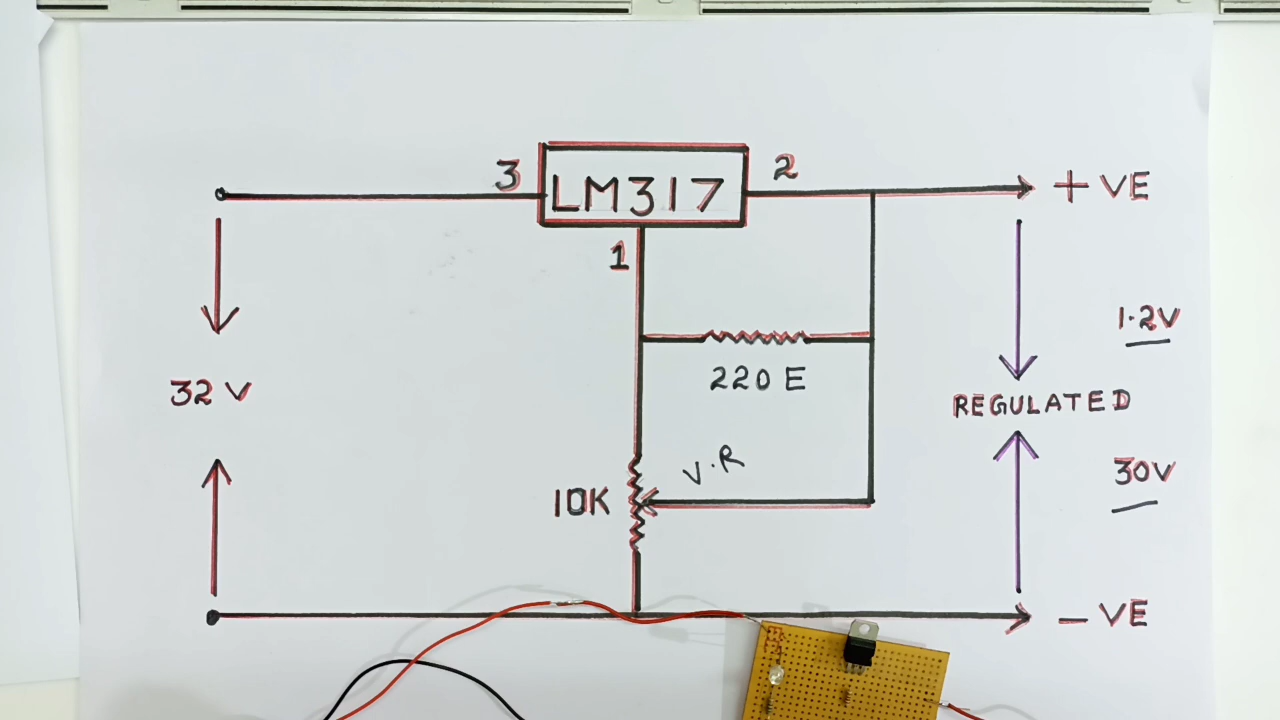 3
LM317
2
+ VE
1
1.2V
32 V
220 E
REGULATED
V.R
30V
10K
- VE